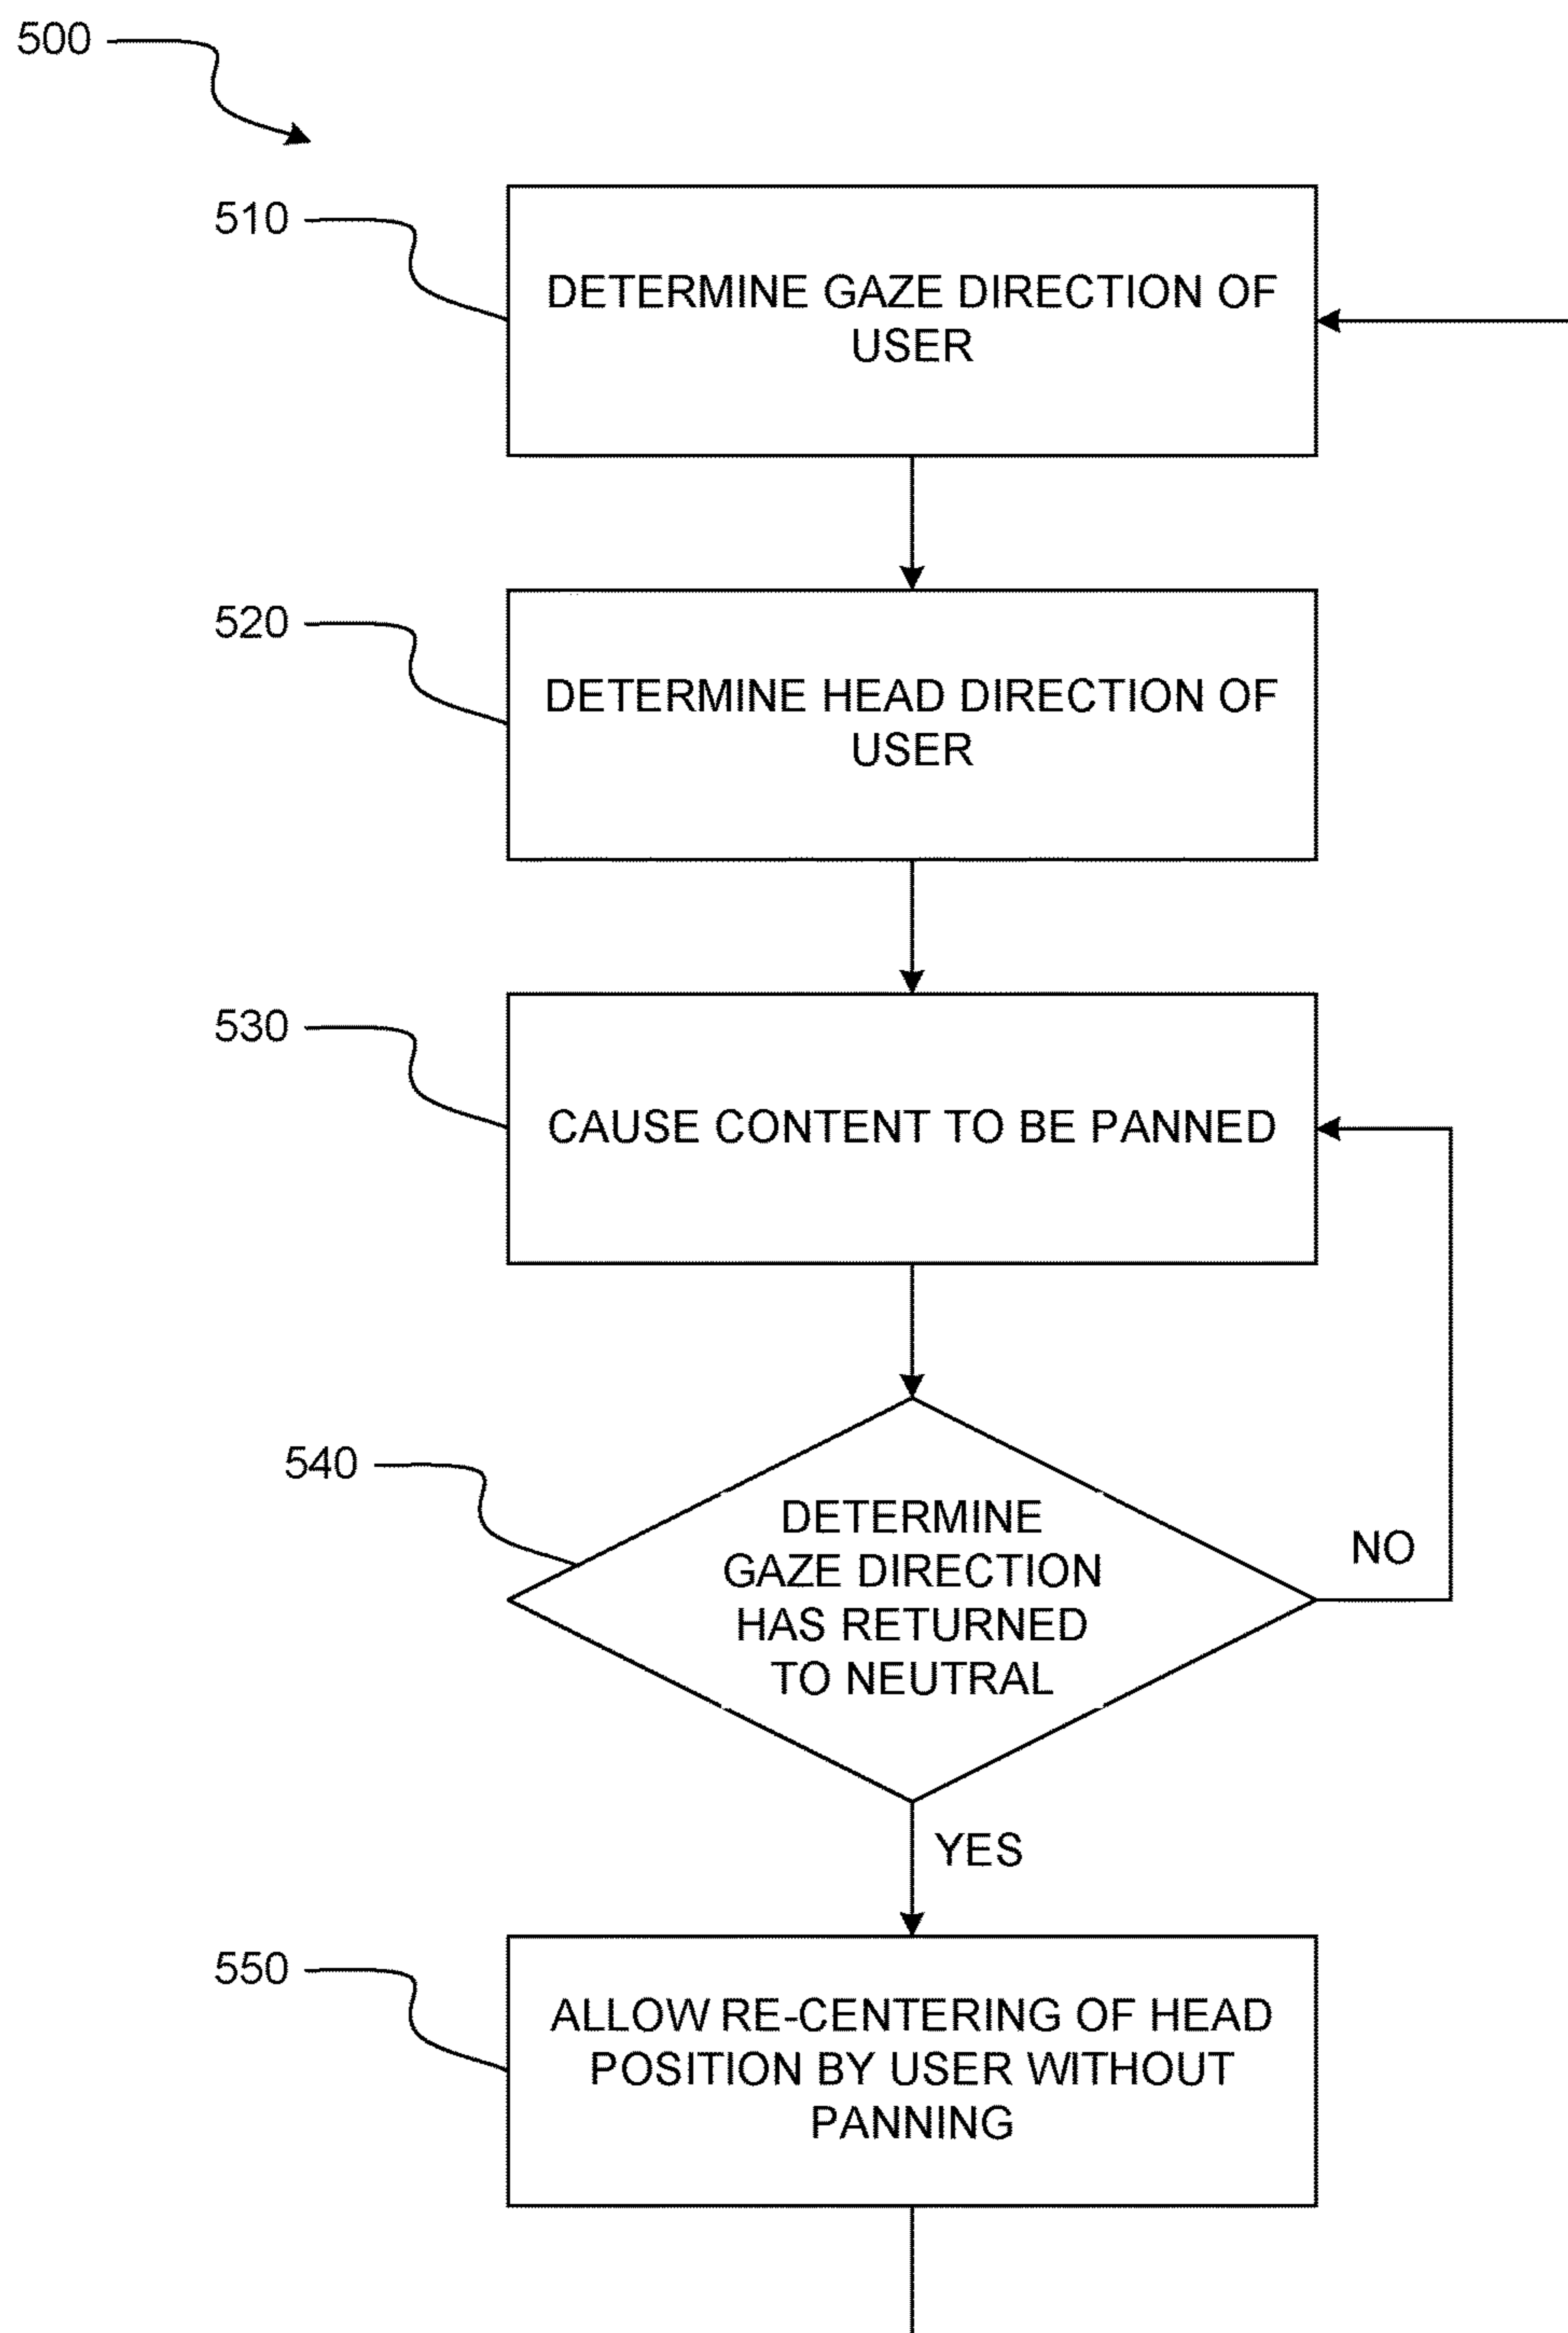 500
510
DETERMINE GAZE DIRECTION OF
USER
520
DETERMINE HEAD DIRECTION OF
USER
530
CAUSE CONTENT TO BE PANNED
540
DETERMINE
GAZE DIRECTION
HAS RETURNED
TO NEUTRAL
NO
YES
550
ALLOW RE-CENTERING OF HEAD
POSITION BY USER WITHOUT
PANNING